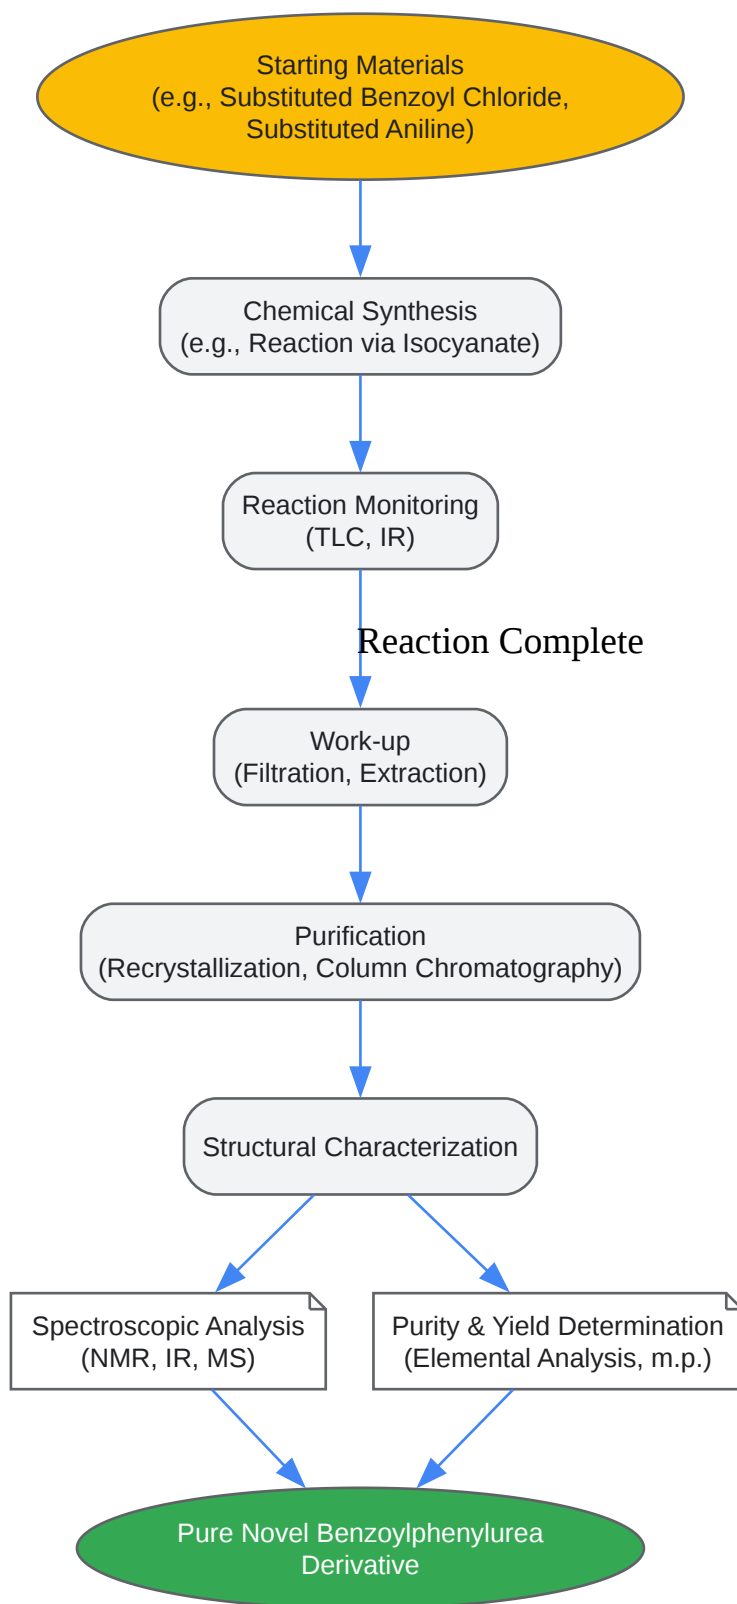 Starting Materials
(e.g., Substituted Benzoyl Chloride,
Substituted Aniline)
Chemical Synthesis
(e.g., Reaction via Isocyanate)
Reaction Monitoring
(TLC, IR)
Reaction Complete
Work-up
(Filtration, Extraction)
Purification
(Recrystallization, Column Chromatography)
Structural Characterization
Spectroscopic Analysis
(NMR, IR, MS)
Purity & Yield Determination
(Elemental Analysis, m.p.)
Pure Novel Benzoylphenylurea
Derivative